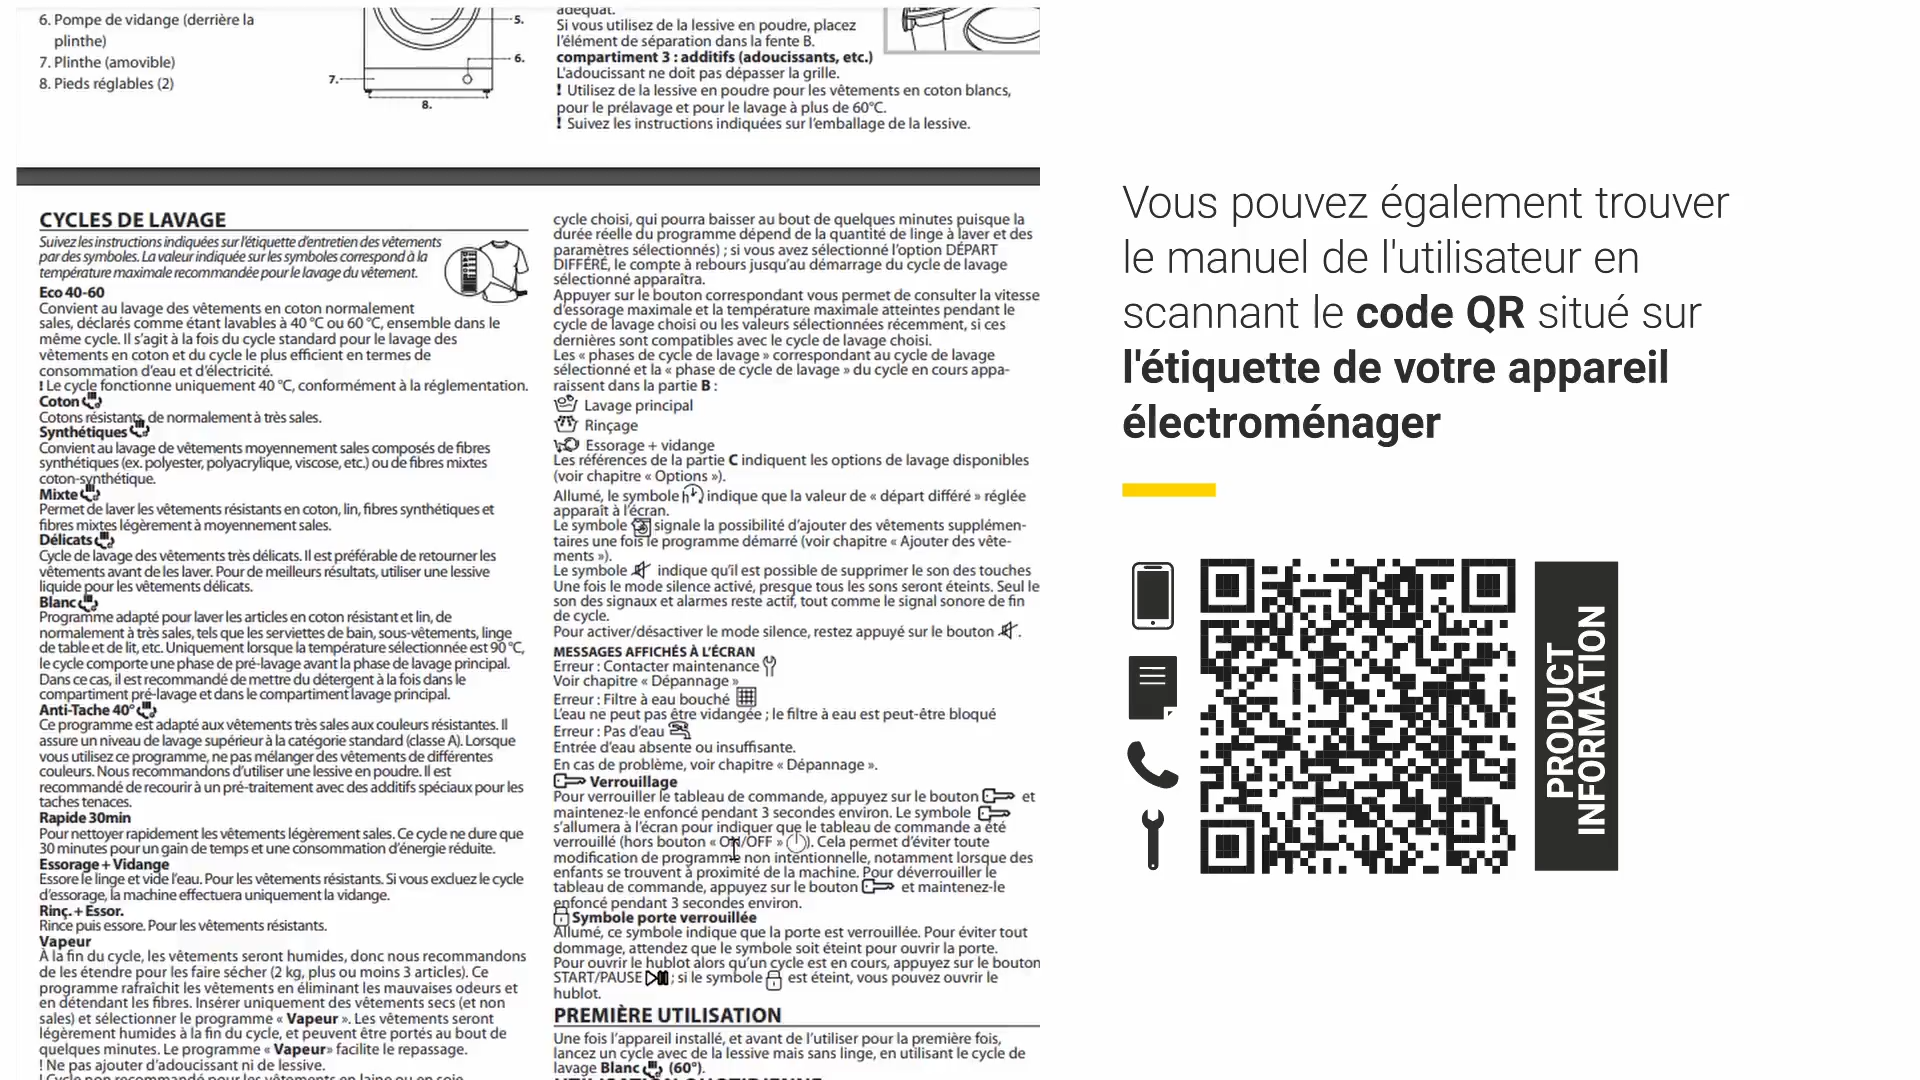 6. Pompe de vidange (derrière la
plinthe)
7. Plinthe (amovible)
8. Pieds réglables (2)
5.
6.
7.
8.
adéquat.
Si vous utilisez de la lessive en poudre, placez
l'élément de séparation dans la fente B.
compartiment 3 : additifs (adoucissants, etc.)
L'adoucissant ne doit pas dépasser la grille.
! Utilisez de la lessive en poudre pour les vêtements en coton blancs,
pour le prélavage et pour le lavage à plus de 60°C.
! Suivez les instructions indiquées sur l'emballage de la lessive.
CYCLES DE LAVAGE
Suivez les instructions indiquées sur l'étiquette d'entretien des vêtements
par des symboles. La valeur indiquée sur les symboles correspond à la
température maximale recommandée pour le lavage du vêtement.
Eco 40-60
Convient au lavage des vêtements en coton normalement
sales, déclarés comme étant lavables à 40 °C ou 60 °C, ensemble dans le
même cycle. Il s'agit à la fois du cycle standard pour le lavage des
vêtements en coton et du cycle le plus efficient en termes de
consommation d'eau et d'électricité.
! Le cycle fonctionne uniquement 40 °C, conformément à la réglementation.
Coton
Cotons résistants, de normalement à très sales.
Synthétiques
Convient au lavage de vêtements moyennement sales composés de fibres
synthétiques (ex. polyester, polyacrylique, viscose, etc.) ou de fibres mixtes
coton-synthétique.
Mixte
Permet de laver les vêtements résistants en coton, lin, fibres synthétiques et
fibres mixtes légèrement à moyennement sales.
Délicats
Cycle de lavage des vêtements très délicats. Il est préférable de retourner les
vêtements avant de les laver. Pour de meilleurs résultats, utiliser une lessive
liquide pour les vêtements délicats.
Blanc
Programme adapté pour laver les articles en coton résistant et lin, de
normalement à très sales, tels que les serviettes de bain, sous-vêtements, linge
de table et de lit, etc. Uniquement lorsque la température sélectionnée est 90 °C,
le cycle comporte une phase de pré-lavage avant la phase de lavage principal.
Dans ce cas, il est recommandé de mettre du détergent à la fois dans le
compartiment pré-lavage et dans le compartiment lavage principal.
Anti-Tache 40°
Ce programme est adapté aux vêtements très sales aux couleurs résistantes. Il
assure un niveau de lavage supérieur à la catégorie standard (classe A). Lorsque
vous utilisez ce programme, ne pas mélanger des vêtements de différentes
couleurs. Nous recommandons d'utiliser une lessive en poudre. Il est
recommandé de recourir à un pré-traitement avec des additifs spéciaux pour les
taches tenaces.
Rapide 30min
Pour nettoyer rapidement les vêtements légèrement sales. Ce cycle ne dure que
30 minutes pour un gain de temps et une consommation d'énergie réduite.
Essorage + Vidange
Essore le linge et vide l'eau. Pour les vêtements résistants. Si vous excluez le cycle
d'essorage, la machine effectuera uniquement la vidange.
Rinç. + Essor.
Rince puis essore. Pour les vêtements résistants.
Vapeur
À la fin du cycle, les vêtements seront humides, donc nous recommandons
de les étendre pour les faire sécher (2 kg, plus ou moins 3 articles). Ce
programme rafraîchit les vêtements en éliminant les mauvaises odeurs et
en détendant les fibres. Insérer uniquement des vêtements secs (et non
sales) et sélectionner le programme « Vapeur ». Les vêtements seront
légèrement humides à la fin du cycle, et peuvent être portés au bout de
quelques minutes. Le programme « Vapeur» facilite le repassage.
! Ne pas ajouter d'adoucissant ni de lessive.
! Cycle non recommandé pour les vêtements en laine ou en soie.
cycle choisi, qui pourra baisser au bout de quelques minutes puisque la
durée réelle du programme dépend de la quantité de linge à laver et des
paramètres sélectionnés) ; si vous avez sélectionné l'option DÉPART
DIFFÉRÉ, le compte à rebours jusqu'au démarrage du cycle de lavage
sélectionné apparaîtra.
Appuyer sur le bouton correspondant vous permet de consulter la vitesse
d'essorage maximale et la température maximale atteintes pendant le
cycle de lavage choisi ou les valeurs sélectionnées récemment, si ces
dernières sont compatibles avec le cycle de lavage choisi.
Les « phases de cycle de lavage » correspondant au cycle de lavage
sélectionné et la « phase de cycle de lavage » du cycle en cours appa-
raissent dans la partie B :
Lavage principal
Rinçage
Essorage + vidange
Les références de la partie C indiquent les options de lavage disponibles
(voir chapitre « Options »).
Allumé, le symbole indique que la valeur de « départ différé » réglée
apparaît à l'écran.
Le symbole signale la possibilité d'ajouter des vêtements supplémen-
taires une fois le programme démarré (voir chapitre « Ajouter des vête-
ments »).
Le symbole indique qu'il est possible de supprimer le son des touches
Une fois le mode silence activé, presque tous les sons seront éteints. Seul le
son des signaux et alarmes reste actif, tout comme le signal sonore de fin
de cycle.
Pour activer/désactiver le mode silence, restez appuyé sur le bouton .
MESSAGES AFFICHÉS À L'ÉCRAN
Erreur : Contacter maintenance
Voir chapitre « Dépannage »
Erreur : Filtre à eau bouché
L'eau ne peut pas être vidangée ; le filtre à eau est peut-être bloqué
Erreur : Pas d'eau
Entrée d'eau absente ou insuffisante.
En cas de problème, voir chapitre « Dépannage ».
Verrouillage
Pour verrouiller le tableau de commande, appuyez sur le bouton et
maintenez-le enfoncé pendant 3 secondes environ. Le symbole
s'allumera à l'écran pour indiquer que le tableau de commande a été
verrouillé (hors bouton « ON/OFF » ). Cela permet d'éviter toute
modification de programme non intentionnelle, notamment lorsque des
enfants se trouvent à proximité de la machine. Pour déverrouiller le
tableau de commande, appuyez sur le bouton et maintenez-le
enfoncé pendant 3 secondes environ.
Symbole porte verrouillée
Allumé, ce symbole indique que la porte est verrouillée. Pour éviter tout
dommage, attendez que le symbole soit éteint pour ouvrir la porte.
Pour ouvrir le hublot alors qu'un cycle est en cours, appuyez sur le bouton
START/PAUSE ; si le symbole est éteint, vous pouvez ouvrir le
hublot.
PREMIÈRE UTILISATION
Une fois l'appareil installé, et avant de l'utiliser pour la première fois,
lancez un cycle avec de la lessive mais sans linge, en utilisant le cycle de
lavage Blanc (60°).
UTILISATION QUOTIDIENNE
Vous pouvez également trouver
le manuel de l'utilisateur en
scannant le code QR situé sur
l'étiquette de votre appareil
électroménager
PRODUCT
INFORMATION